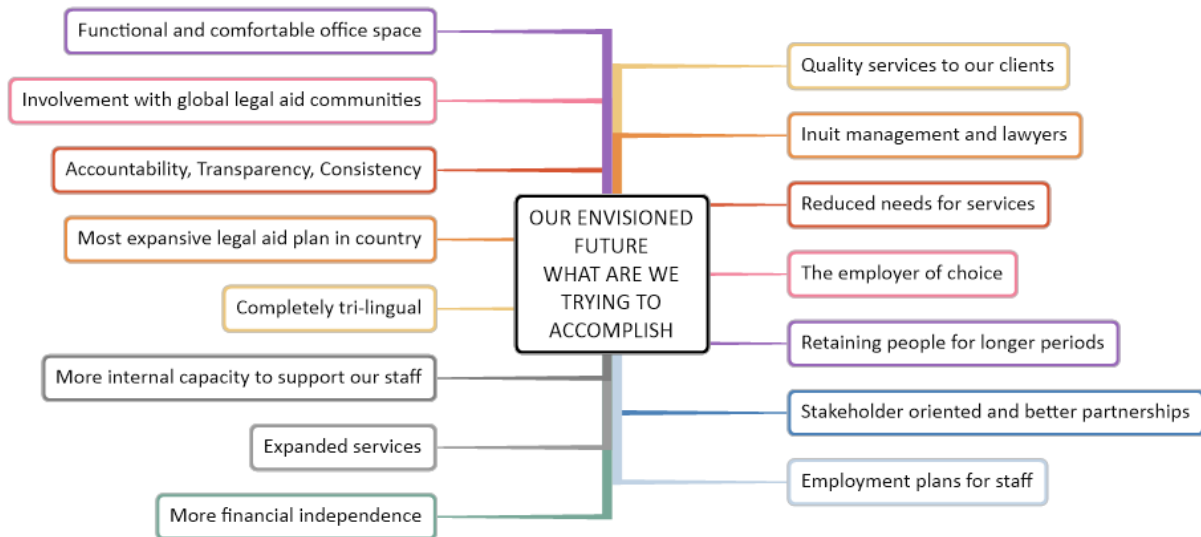 Functional and comfortable office space
Involvement with global legal aid communities
Accountability, Transparency, Consistency
Most expansive legal aid plan in country
Completely tri-lingual
More internal capacity to support our staff
Expanded services
More financial independence
OUR ENVISIONED
FUTURE
WHAT ARE WE
TRYING TO
ACCOMPLISH
Quality services to our clients
Inuit management and lawyers
Reduced needs for services
The employer of choice
Retaining people for longer periods
Stakeholder oriented and better partnerships
Employment plans for staff